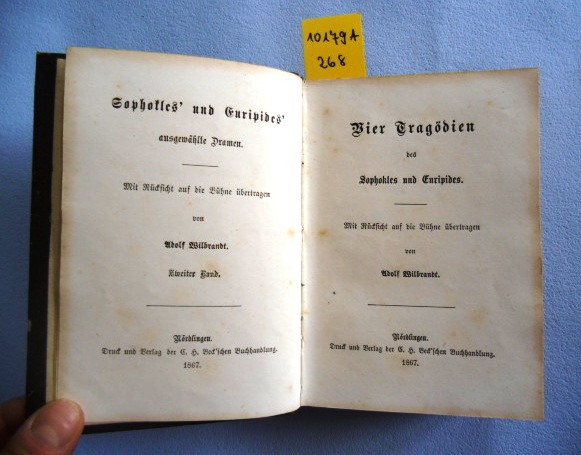 10179A
268
Sophokles' und Euripides'
ausgewählte Dramen.
Mit Rücksicht auf die Bühne übertragen
von
Adolf Wilbrandt.
Zweiter Band.
Nördlingen.
Druck und Verlag der C. H. Beck'schen Buchhandlung.
1867.
Vier Tragödien
des
Sophokles und Euripides.
Mit Rücksicht auf die Bühne übertragen
von
Adolf Wilbrandt.
Nördlingen.
Druck und Verlag der C. H. Beck'schen Buchhandlung.
1867.